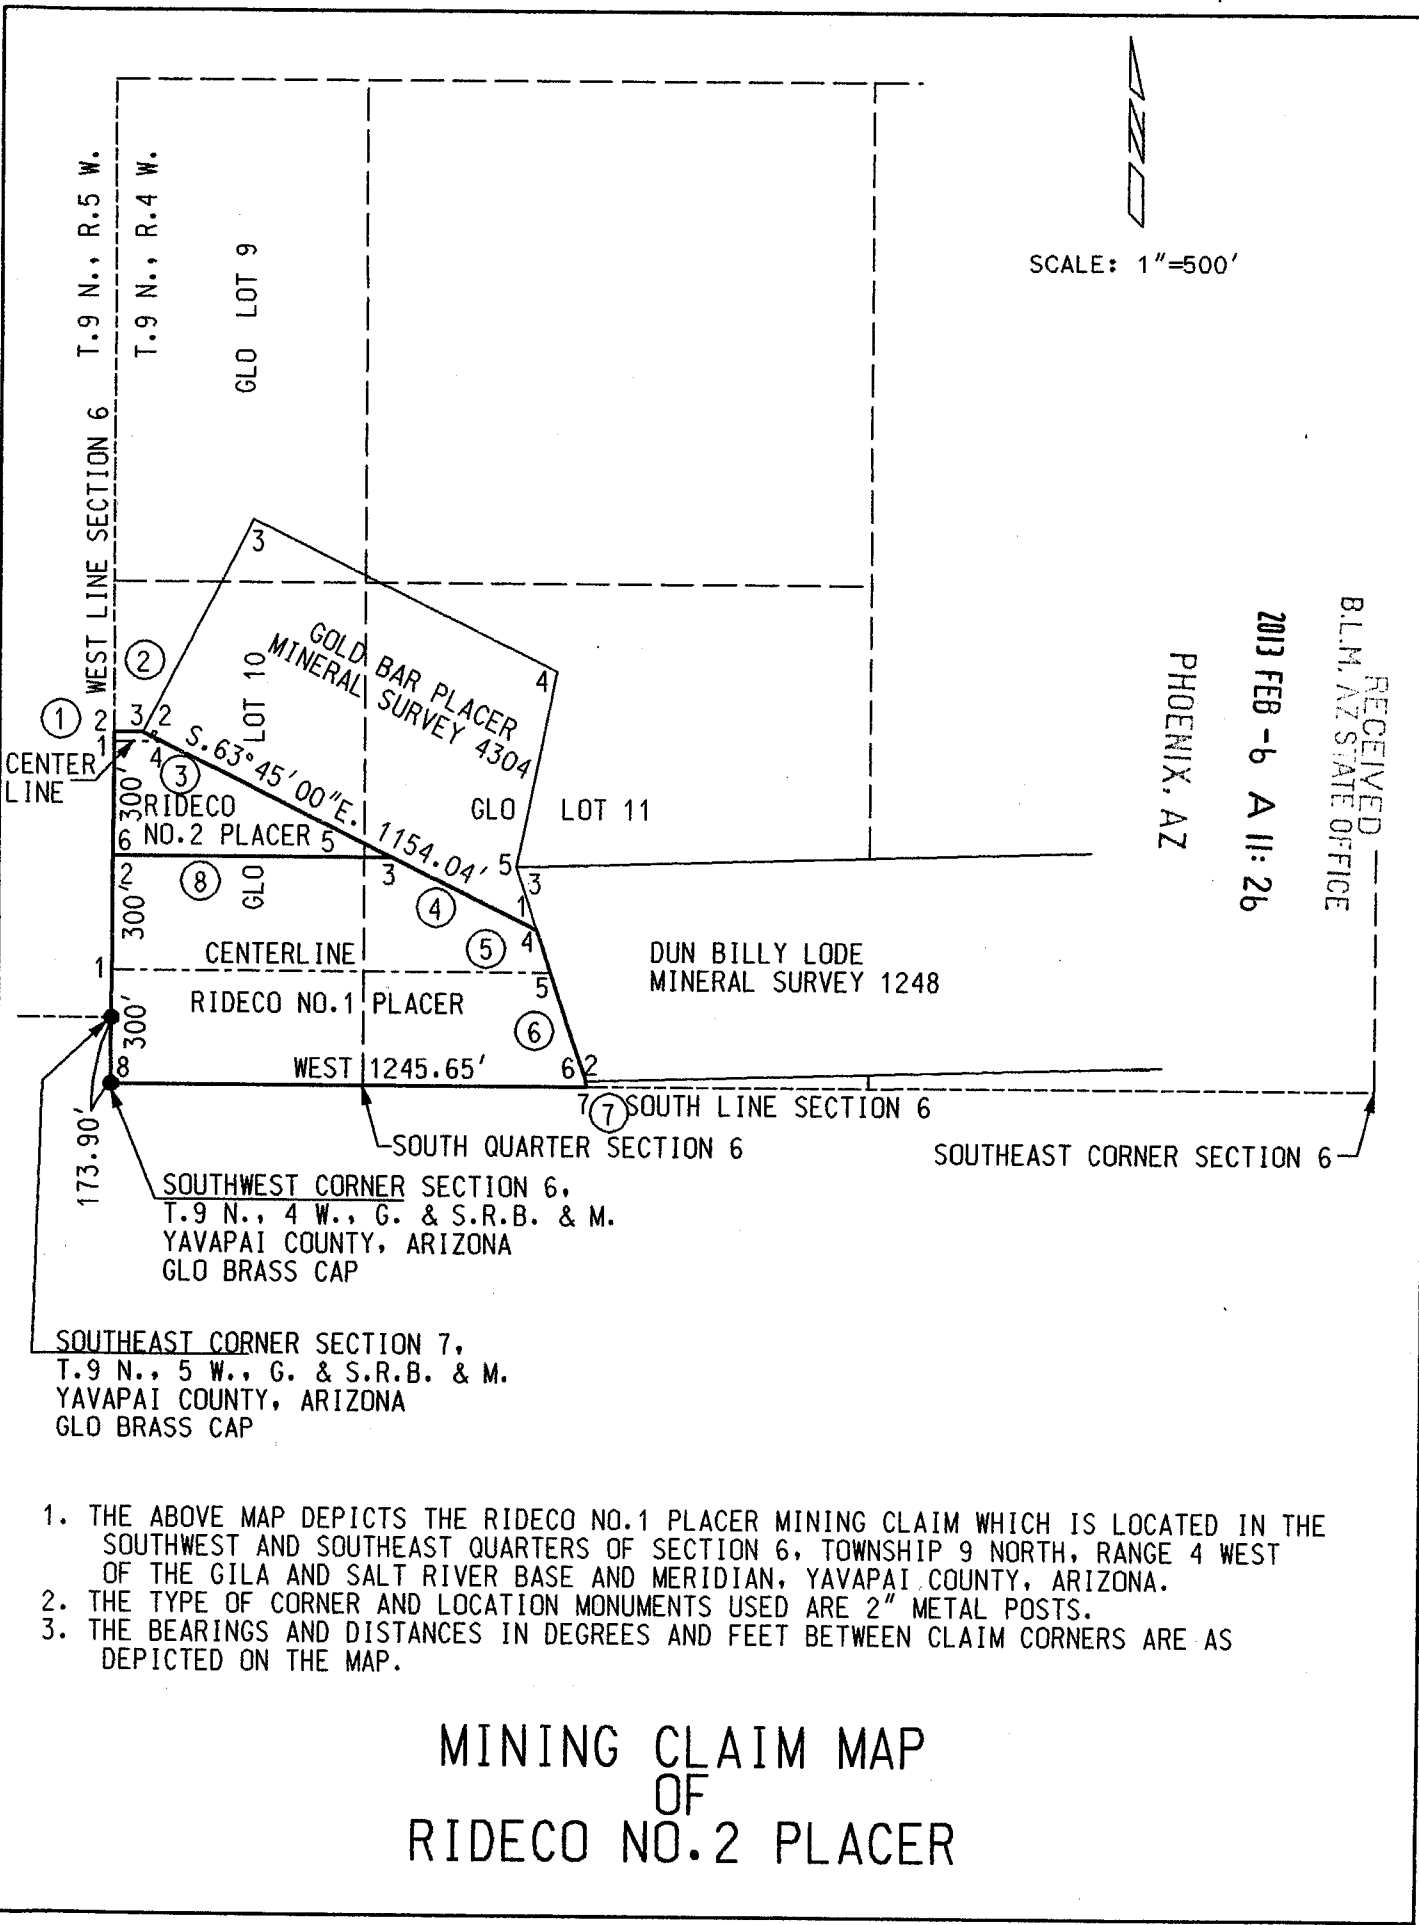 T.9 N., R.5 W.
T.9 N., R.4 W.
GLO LOT 9
SCALE: 1"=500'
WEST LINE SECTION 6
3
2
1
GOLD BAR PLACER
MINERAL SURVEY 4304
LOT 10
4
2
3
2
1
4
3
S.63°45'00"E. 1154.04'
CENTER
LINE
300'
RIDECO
NO.2 PLACER
6
5
GLO LOT 11
5
3
2
8
GLO
3
4
1
300'
5
4
CENTERLINE
1
5
DUN BILLY LODE
MINERAL SURVEY 1248
RIDECO NO.1 PLACER
300'
6
8
WEST 1245.65'
6
2
7
7
SOUTH LINE SECTION 6
173.90'
SOUTH QUARTER SECTION 6
SOUTHEAST CORNER SECTION 6
RECEIVED
B.L.M. AZ STATE OFFICE
2013 FEB -6 A 11: 26
PHOENIX, AZ
SOUTHWEST CORNER SECTION 6,
T.9 N., 4 W., G. & S.R.B. & M.
YAVAPAI COUNTY, ARIZONA
GLO BRASS CAP
SOUTHEAST CORNER SECTION 7,
T.9 N., 5 W., G. & S.R.B. & M.
YAVAPAI COUNTY, ARIZONA
GLO BRASS CAP
1. THE ABOVE MAP DEPICTS THE RIDECO NO.1 PLACER MINING CLAIM WHICH IS LOCATED IN THE
SOUTHWEST AND SOUTHEAST QUARTERS OF SECTION 6, TOWNSHIP 9 NORTH, RANGE 4 WEST
OF THE GILA AND SALT RIVER BASE AND MERIDIAN, YAVAPAI COUNTY, ARIZONA.
2. THE TYPE OF CORNER AND LOCATION MONUMENTS USED ARE 2" METAL POSTS.
3. THE BEARINGS AND DISTANCES IN DEGREES AND FEET BETWEEN CLAIM CORNERS ARE AS
DEPICTED ON THE MAP.
MINING CLAIM MAP
OF
RIDECO NO.2 PLACER